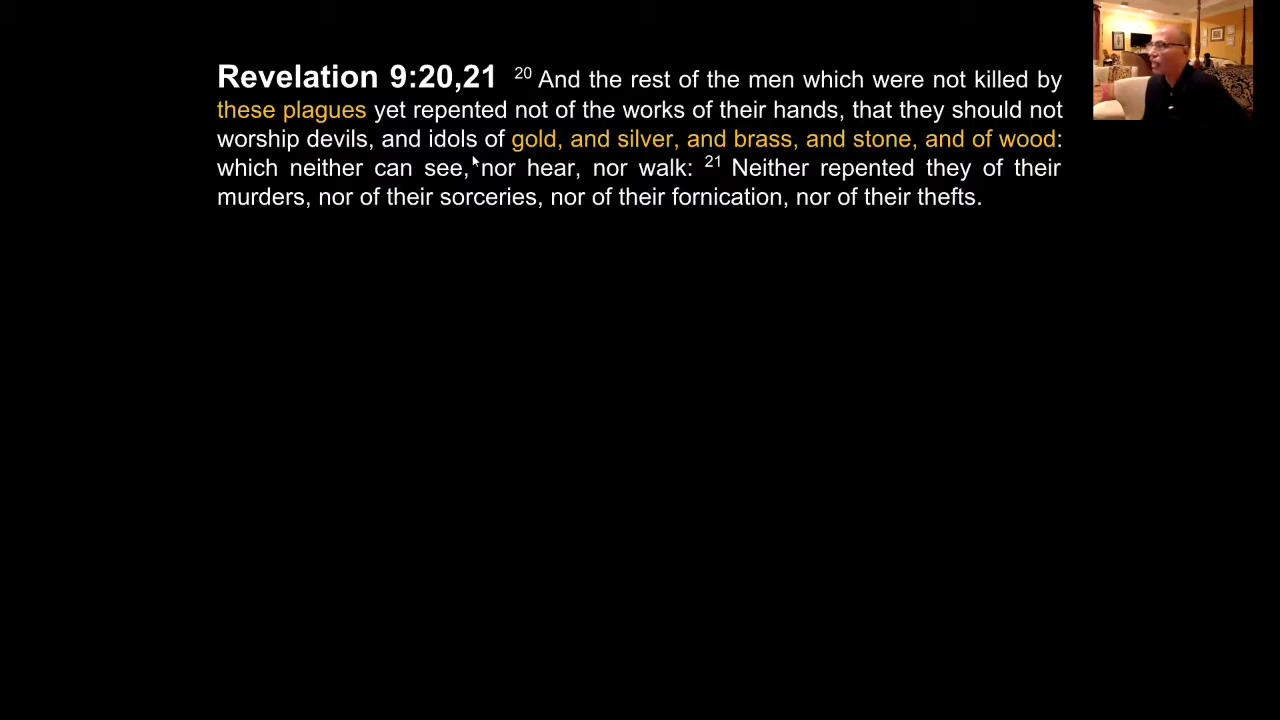 Revelation 9:20,21 20 And the rest of the men which were not killed by
these plagues yet repented not of the works of their hands, that they should not
worship devils, and idols of gold, and silver, and brass, and stone, and of wood:
which neither can see, nor hear, nor walk: 21 Neither repented they of their
murders, nor of their sorceries, nor of their fornication, nor of their thefts.